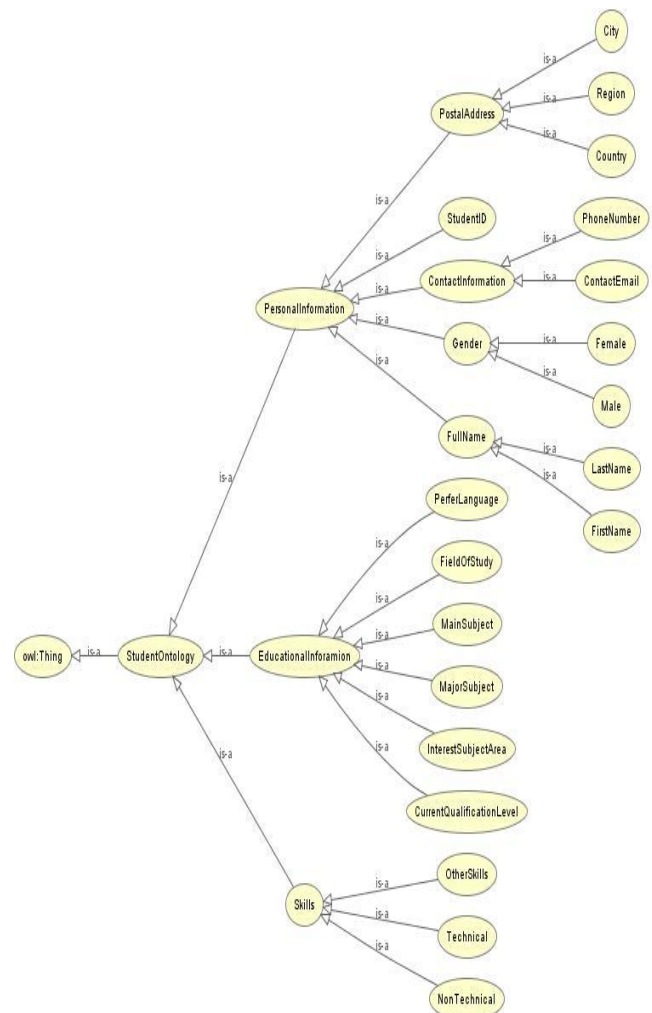 City
is-a
Region
is-a
PostalAddress
is-a
Country
is-a
StudentID
PhoneNumber
is-a
is-a
ContactInformation
is-a
ContactEmail
is-a
PersonalInformation
is-a
Gender
is-a
Female
is-a
is-a
Male
FullName
is-a
LastName
is-a
PerferLanguage
FirstName
is-a
FieldOfStudy
is-a
MainSubject
is-a
owl:Thing
is-a
StudentOntology
is-a
EducationalInforamion
is-a
MajorSubject
is-a
InterestSubjectArea
is-a
is-a
CurrentQualificationLevel
OtherSkills
is-a
Skills
is-a
Technical
is-a
NonTechnical